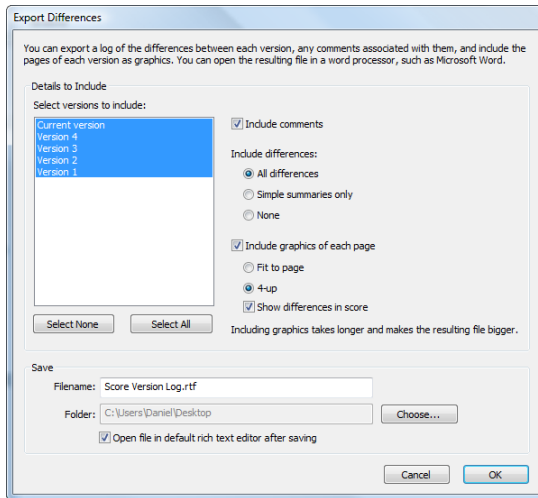 Export Differences
You can export a log of the differences between each version, any comments associated with them, and include the
pages of each version as graphics. You can open the resulting file in a word processor, such as Microsoft Word.
Details to Include
Select versions to include:
Current version
Version 4
Version 3
Version 2
Version 1
Select None
Select All
Include comments
Include differences:
All differences
Simple summaries only
None
Include graphics of each page
Fit to page
4-up
Show differences in score
Including graphics takes longer and makes the resulting file bigger.
Save
Filename: Score Version Log.rtf
Folder: C:\Users\Daniel\Desktop Choose...
Open file in default rich text editor after saving
Cancel OK